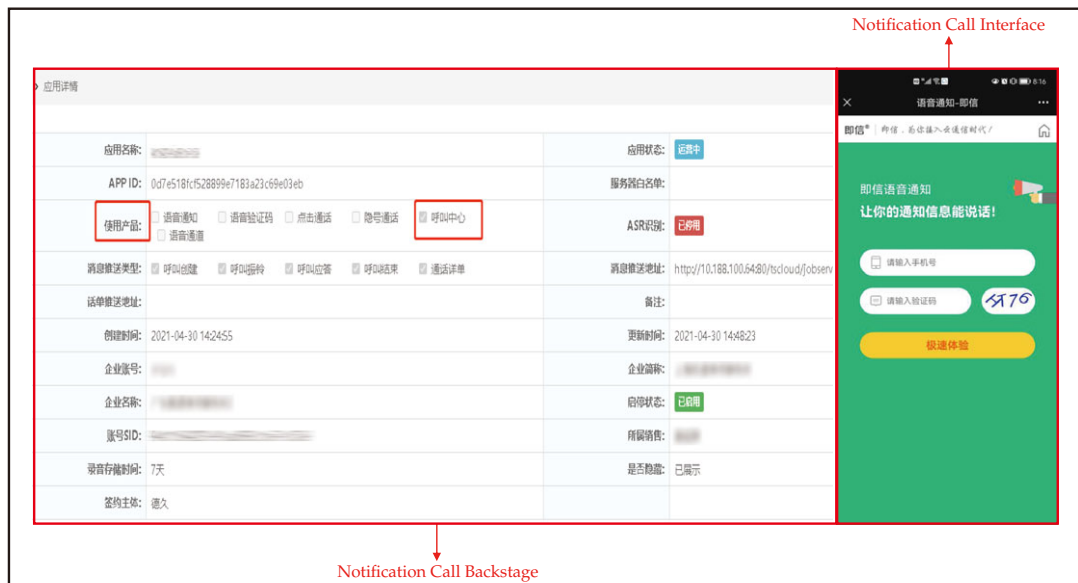 Notification Call Interface
应用详情
应用名称:
应用状态: 运营中
APP ID: 0d7e518fcf528899e7183a23c69e03eb
服务器白名单:
使用产品: 语音通知 语音验证码 点击通话 隐号通话 呼叫中心
语音通道
ASR识别: 已停用
消息推送类型: 呼叫创建 呼叫振铃 呼叫应答 呼叫结束 通话详单
消息推送地址: http://10.188.100.64:80/tscloud/jobserv
话单推送地址:
备注:
创建时间: 2021-04-30 14:24:55
更新时间: 2021-04-30 14:48:23
企业账号:
企业简称:
企业名称:
启停状态: 已启用
账号SID:
所属销售:
录音存储时间: 7天
是否隐藏: 已展示
签约主体: 德久
8:16
语音通知-即信
即信® 即信,为你接入云通信时代!
即信语音通知
让你的通知信息能说话!
请输入手机号
请输入验证码
极速体验
Notification Call Backstage